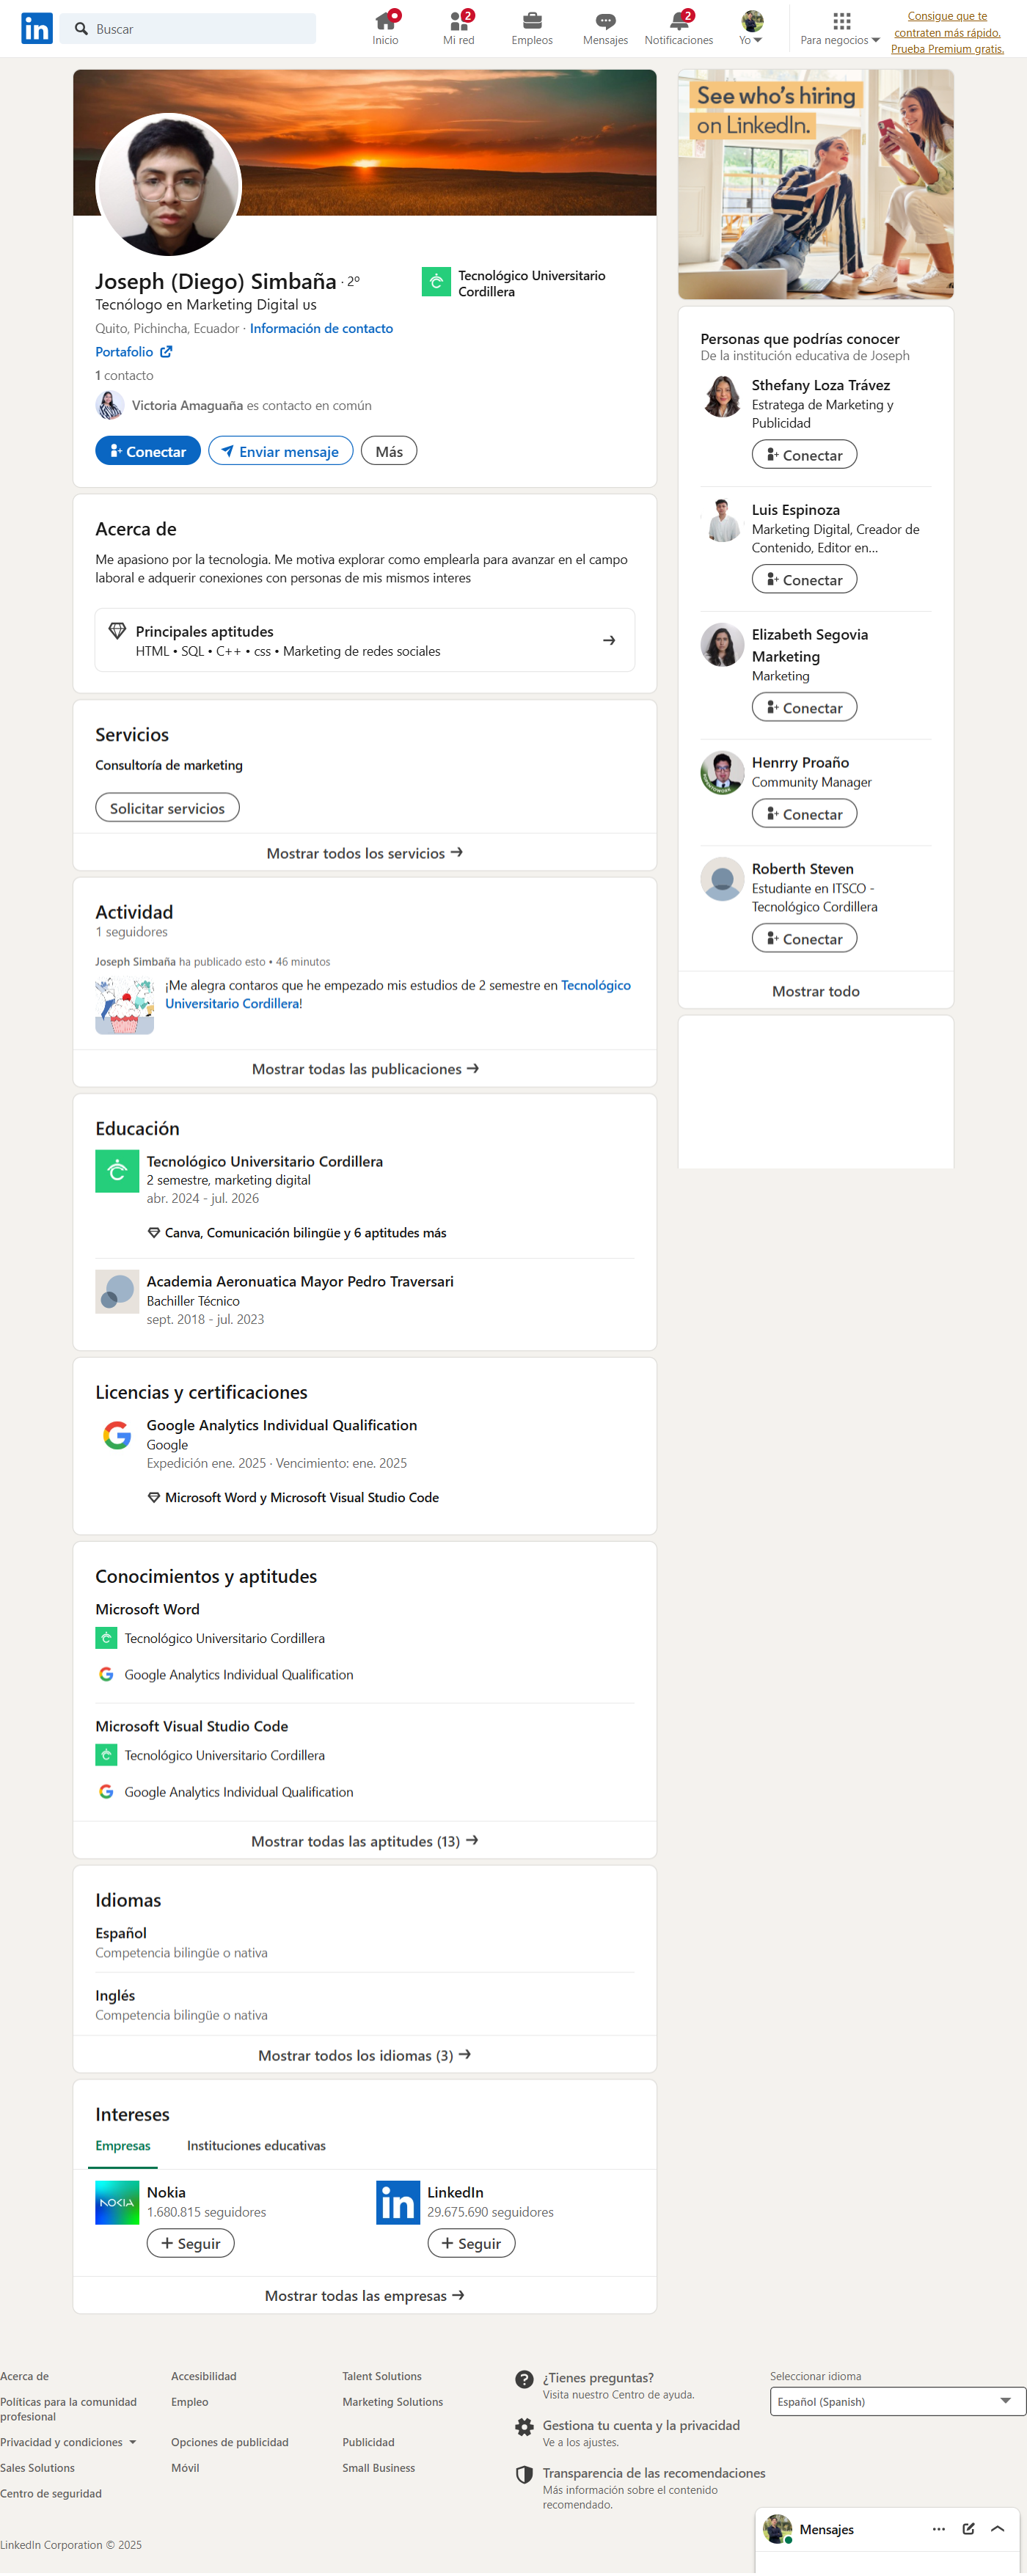 in
Buscar
Inicio
2
Mi red
Empleos
Mensajes
2
Notificaciones
Yo
Para negocios
Consigue que te
contraten más rápido.
Prueba Premium gratis.
See who's hiring
on LinkedIn.
Joseph (Diego) Simbaña · 2º
Tecnólogo en Marketing Digital us
Quito, Pichincha, Ecuador · Información de contacto
Portafolio
1 contacto
Victoria Amaguaña es contacto en común
Conectar
Enviar mensaje
Más
Tecnológico Universitario
Cordillera
Acerca de
Me apasiono por la tecnologia. Me motiva explorar como emplearla para avanzar en el campo
laboral e adquerir conexiones con personas de mis mismos interes
Principales aptitudes
HTML • SQL • C++ • css • Marketing de redes sociales
Servicios
Consultoría de marketing
Solicitar servicios
Mostrar todos los servicios
Actividad
1 seguidores
Joseph Simbaña ha publicado esto • 46 minutos
¡Me alegra contaros que he empezado mis estudios de 2 semestre en Tecnológico
Universitario Cordillera!
Mostrar todas las publicaciones
Educación
Tecnológico Universitario Cordillera
2 semestre, marketing digital
abr. 2024 - jul. 2026
Canva, Comunicación bilingüe y 6 aptitudes más
Academia Aeronuatica Mayor Pedro Traversari
Bachiller Técnico
sept. 2018 - jul. 2023
Licencias y certificaciones
Google Analytics Individual Qualification
Google
Expedición ene. 2025 · Vencimiento: ene. 2025
Microsoft Word y Microsoft Visual Studio Code
Conocimientos y aptitudes
Microsoft Word
Tecnológico Universitario Cordillera
Google Analytics Individual Qualification
Microsoft Visual Studio Code
Tecnológico Universitario Cordillera
Google Analytics Individual Qualification
Mostrar todas las aptitudes (13)
Idiomas
Español
Competencia bilingüe o nativa
Inglés
Competencia bilingüe o nativa
Mostrar todos los idiomas (3)
Intereses
Empresas
Instituciones educativas
NOKIA
Nokia
1.680.815 seguidores
Seguir
in
LinkedIn
29.675.690 seguidores
Seguir
Mostrar todas las empresas
Personas que podrías conocer
De la institución educativa de Joseph
Sthefany Loza Trávez
Estratega de Marketing y
Publicidad
Conectar
Luis Espinoza
Marketing Digital, Creador de
Contenido, Editor en...
Conectar
Elizabeth Segovia
Marketing
Marketing
Conectar
Henrry Proaño
Community Manager
Conectar
Roberth Steven
Estudiante en ITSCO -
Tecnológico Cordillera
Conectar
Mostrar todo
Acerca de
Accesibilidad
Talent Solutions
Políticas para la comunidad
profesional
Empleo
Marketing Solutions
Privacidad y condiciones
Opciones de publicidad
Publicidad
Sales Solutions
Móvil
Small Business
Centro de seguridad
¿Tienes preguntas?
Visita nuestro Centro de ayuda.
Gestiona tu cuenta y la privacidad
Ve a los ajustes.
Transparencia de las recomendaciones
Más información sobre el contenido
recomendado.
Seleccionar idioma
Español (Spanish)
LinkedIn Corporation © 2025
Mensajes